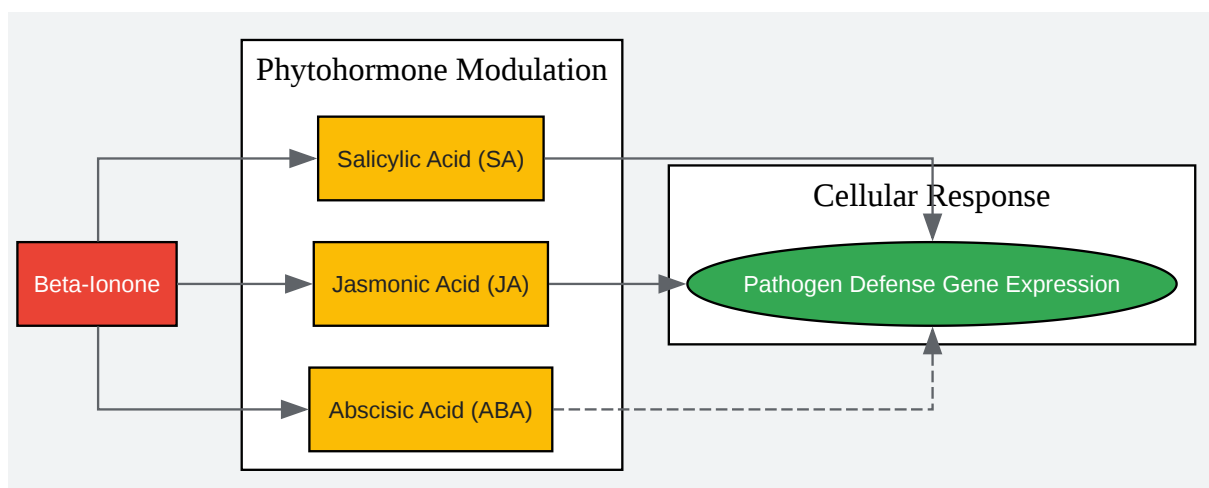 Phytohormone Modulation
Salicylic Acid (SA)
Cellular Response
Beta-Ionone
Jasmonic Acid (JA)
Pathogen Defense Gene Expression
Abscisic Acid (ABA)